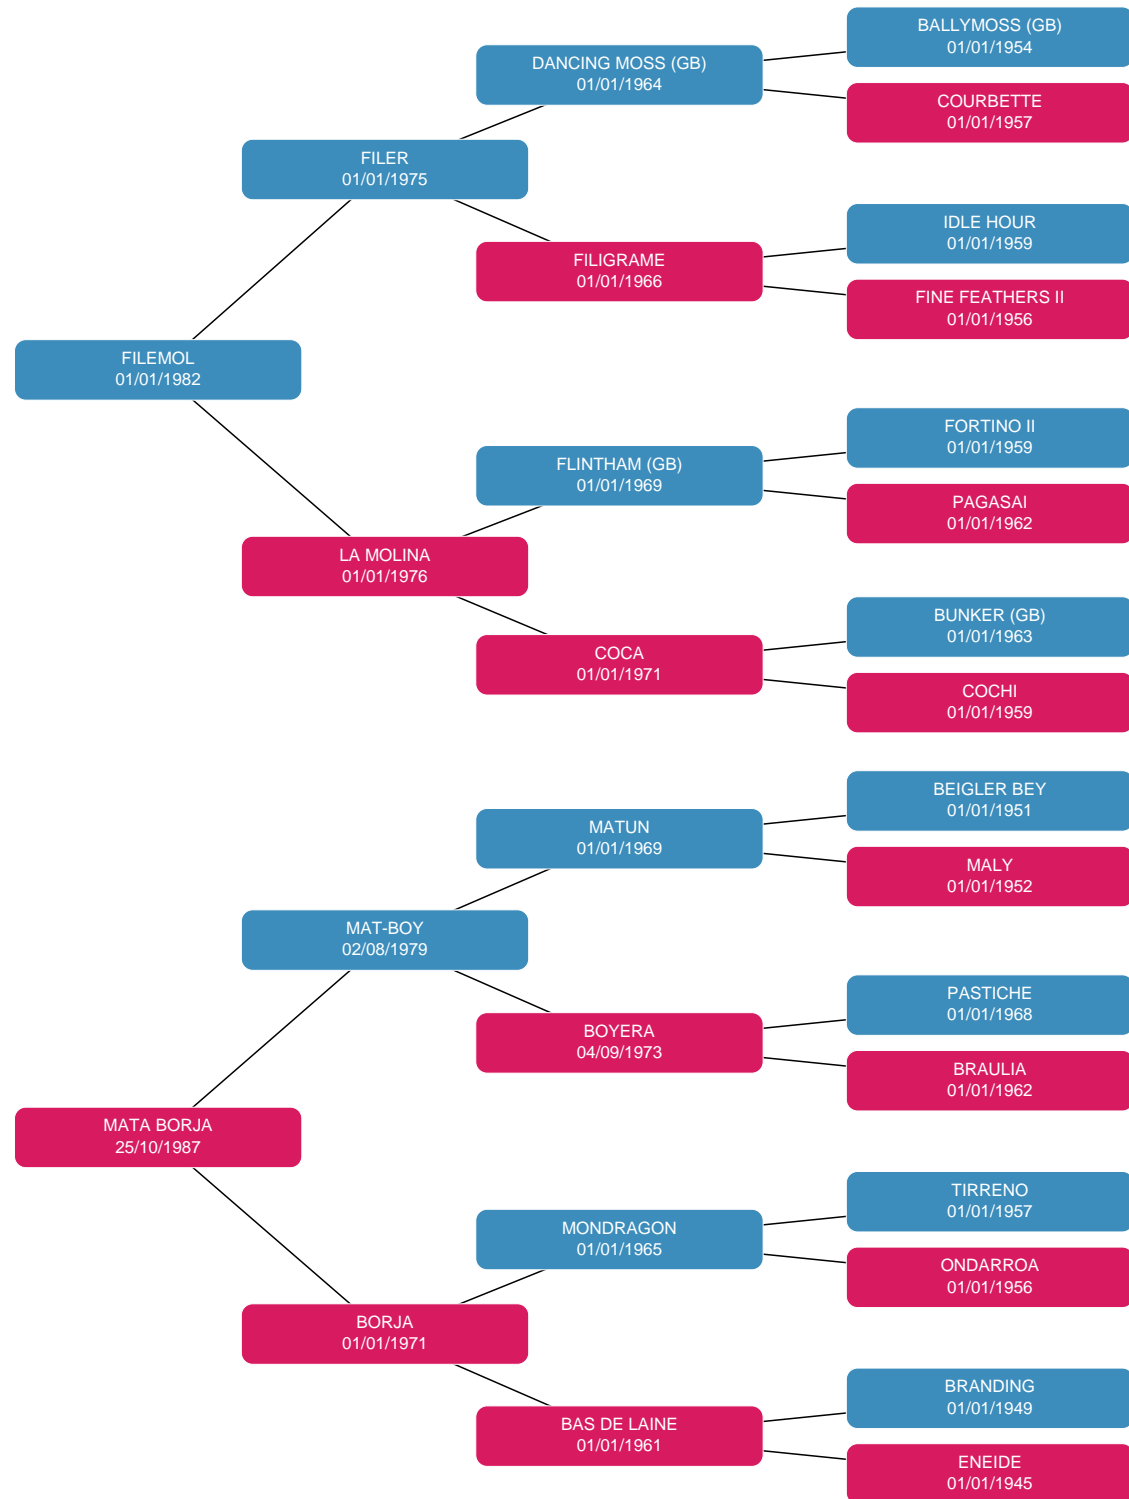 BALLYMOSS (GB)
01/01/1954
DANCING MOSS (GB)
01/01/1964
COURBETTE
01/01/1957
FILER
01/01/1975
IDLE HOUR
01/01/1959
FILIGRAME
01/01/1966
FINE FEATHERS II
01/01/1956
FILEMOL
01/01/1982
FORTINO II
01/01/1959
FLINTHAM (GB)
01/01/1969
PAGASAI
01/01/1962
LA MOLINA
01/01/1976
BUNKER (GB)
01/01/1963
COCA
01/01/1971
COCHI
01/01/1959
BEIGLER BEY
01/01/1951
MATUN
01/01/1969
MALY
01/01/1952
MAT-BOY
02/08/1979
PASTICHE
01/01/1968
BOYERA
04/09/1973
BRAULIA
01/01/1962
MATA BORJA
25/10/1987
TIRRENO
01/01/1957
MONDRAGON
01/01/1965
ONDARROA
01/01/1956
BORJA
01/01/1971
BRANDING
01/01/1949
BAS DE LAINE
01/01/1961
ENEIDE
01/01/1945